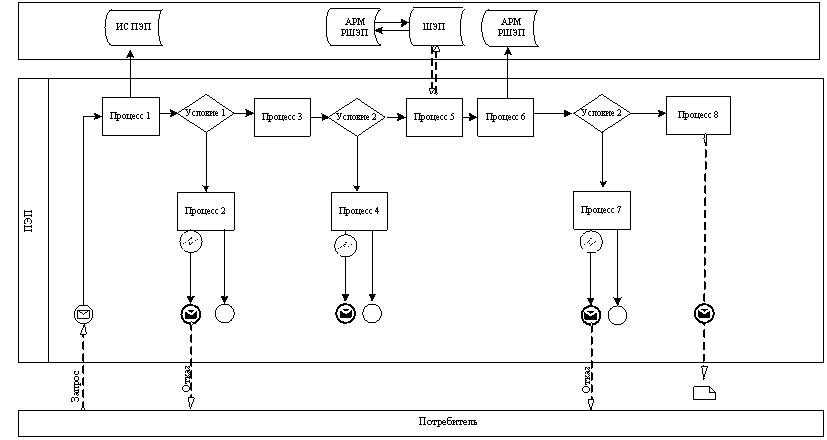 ИС ПЭП
АРМ
РШЭП
ШЭП
АРМ
РШЭП
Процесс 1
Условие 1
Процесс 3
Условие 2
Процесс 5
Процесс 6
Условие 2
Процесс 8
Процесс 2
Процесс 4
Процесс 7
ПЭП
Запрос
Отказ
Отказ
Потребитель